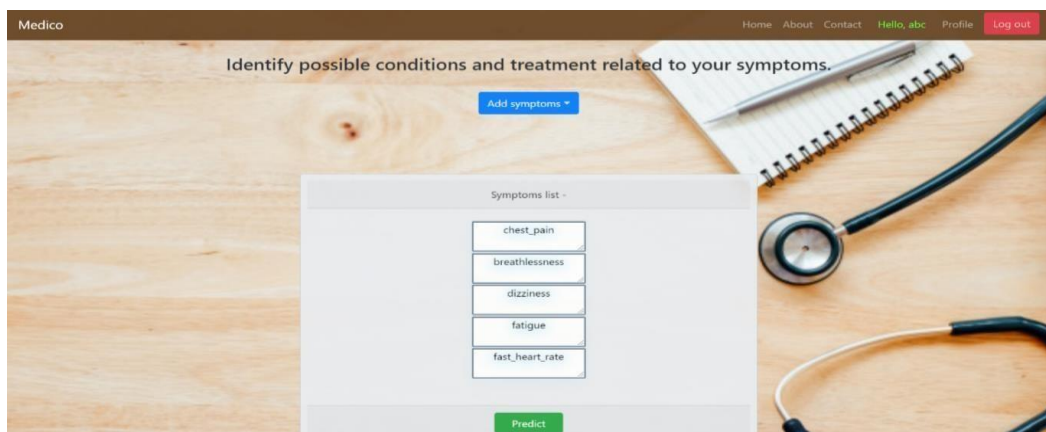 Medico Home About Contact Hello, abc Profile Log out
Identify possible conditions and treatment related to your symptoms.
Add symptoms
Symptoms list -
chest_pain
breathlessness
dizziness
fatigue
fast_heart_rate
Predict